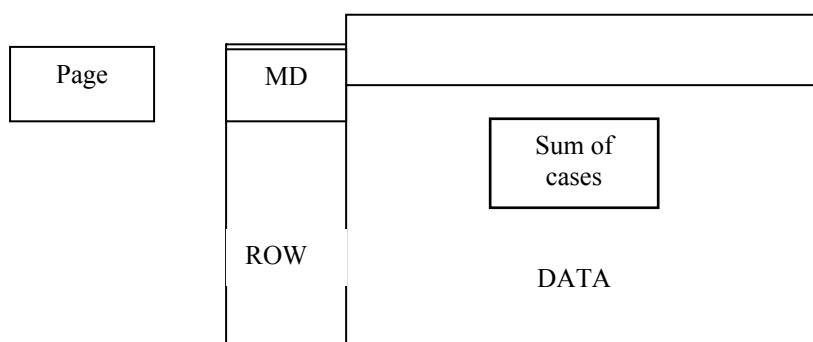 Page
MD
Sum of
cases
ROW
DATA